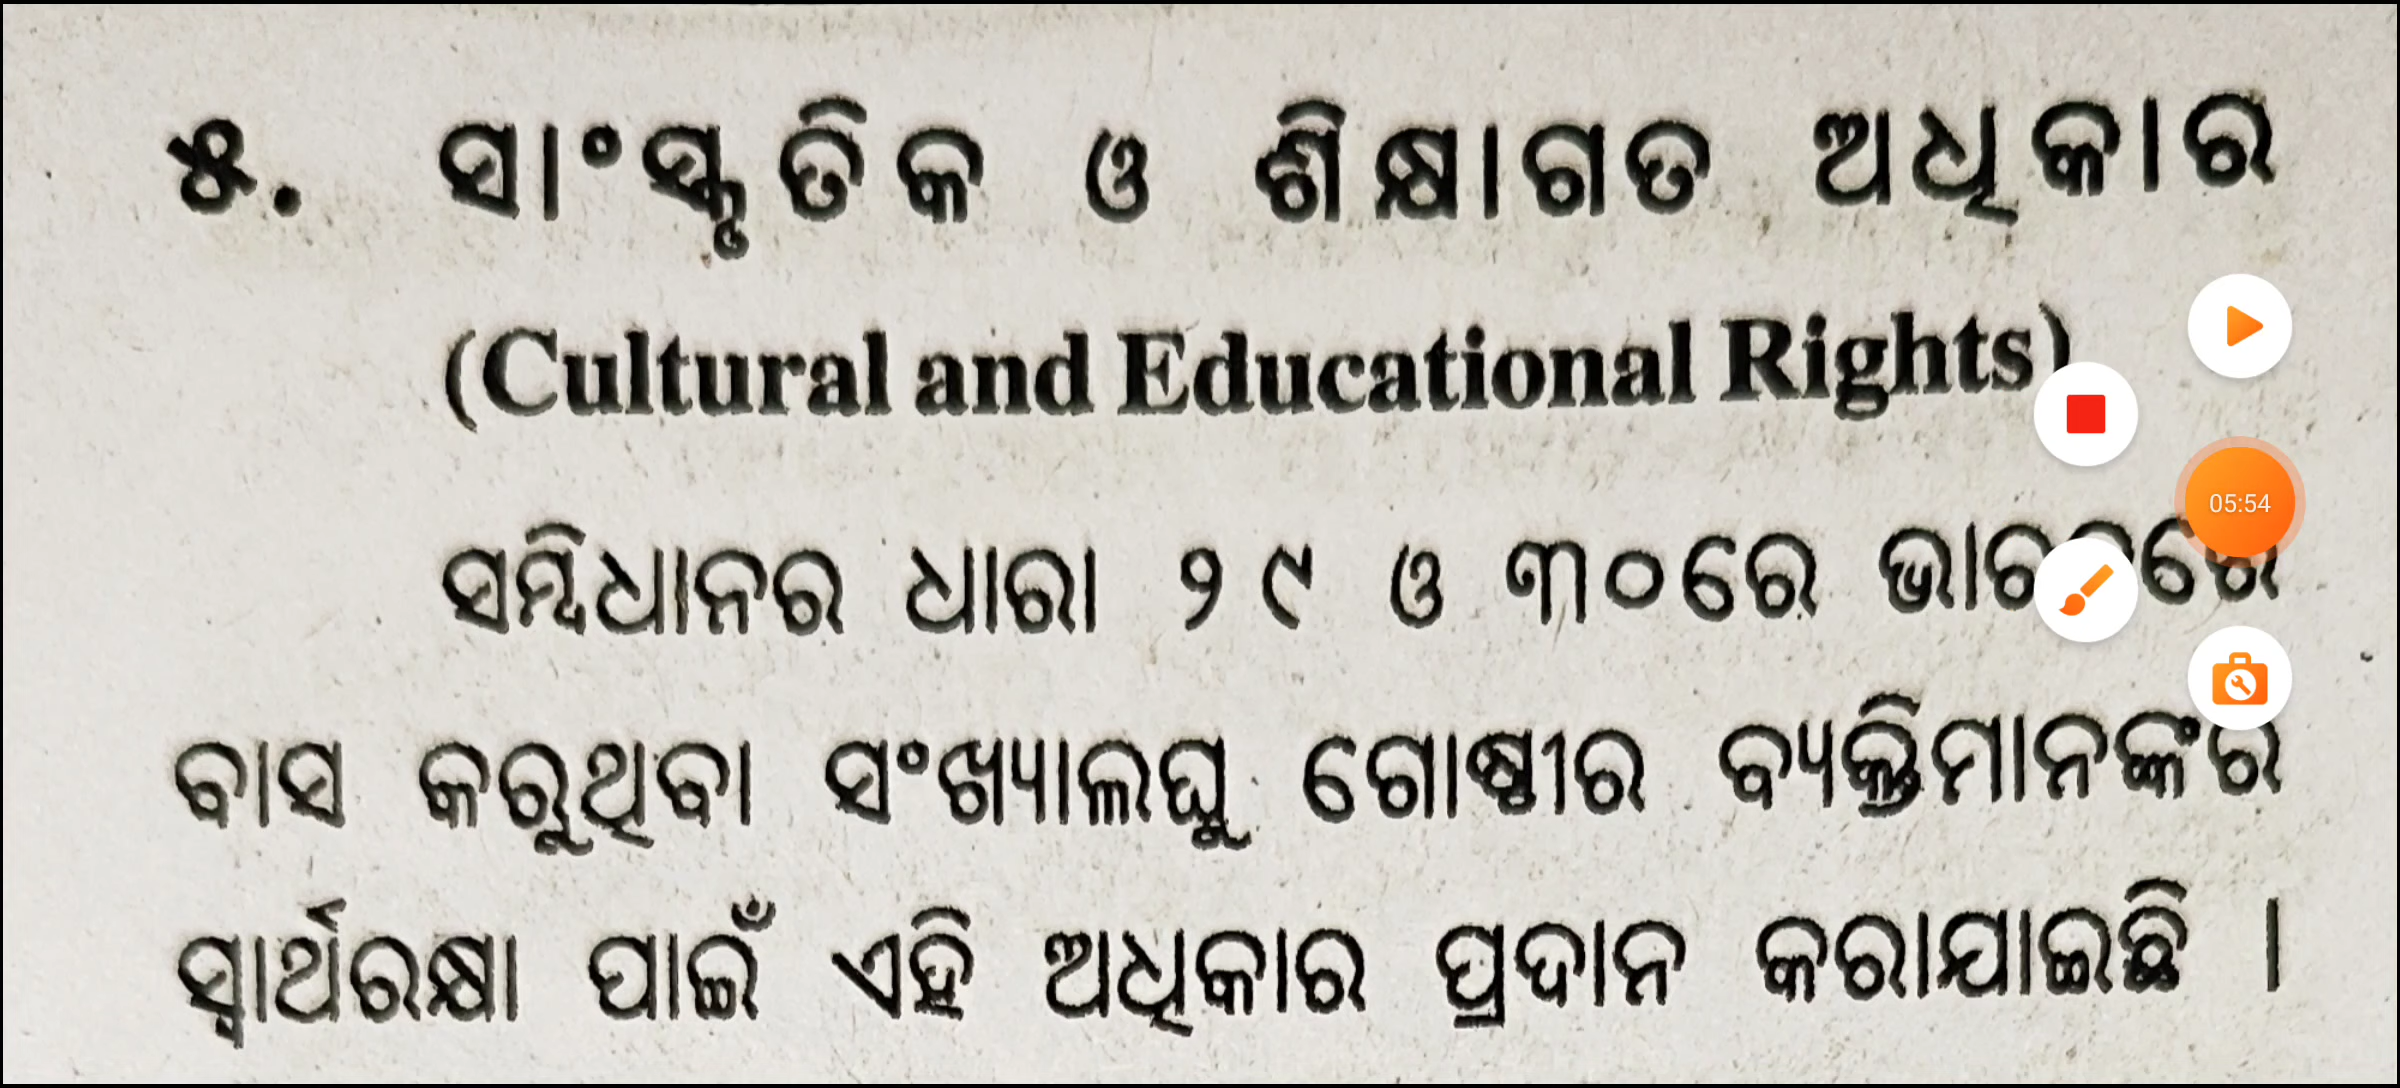 ୫. ସାଂସ୍କୃତିକ ଓ ଶିକ୍ଷାଗତ ଅଧିକାର
(Cultural and Educational Rights)
ସମ୍ବିଧାନର ଧାରା ୨୯ ଓ ୩୦ରେ
05:54
ବାସ କରୁଥିବା ସଂଖ୍ୟାଳଘୁ ଗୋଷ୍ଠୀର ବ୍ୟକ୍ତିମାନଙ୍କର
ସ୍ୱାର୍ଥରକ୍ଷା ପାଇଁ ଏହି ଅଧିକାର ପ୍ରଦାନ କରାଯାଇଛି ।